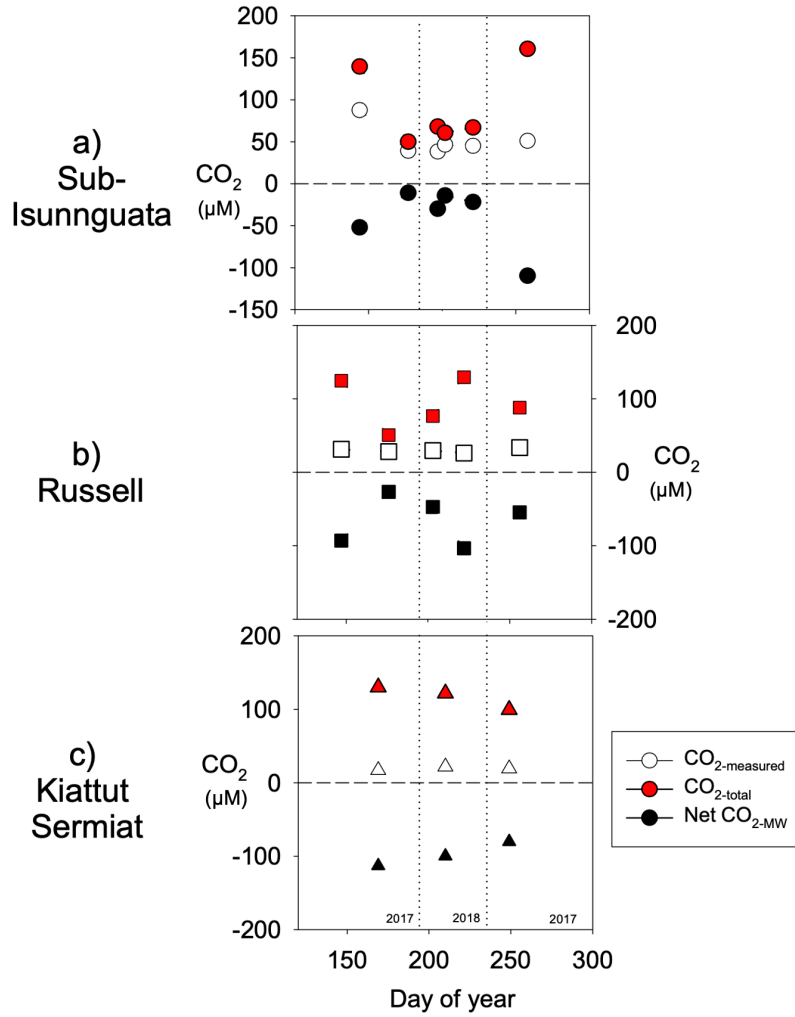 200
150
100
50
0
-50
-100
-150
a)
Sub-
Isunnguata
CO₂
(µM)
200
100
0
-100
-200
b)
Russell
CO₂
(µM)
200
100
0
-100
-200
c)
Kiattut
Sermiat
CO₂
(µM)
2017 2018 2017
150 200 250 300
Day of year
CO₂-measured
CO₂-total
Net CO₂-MW